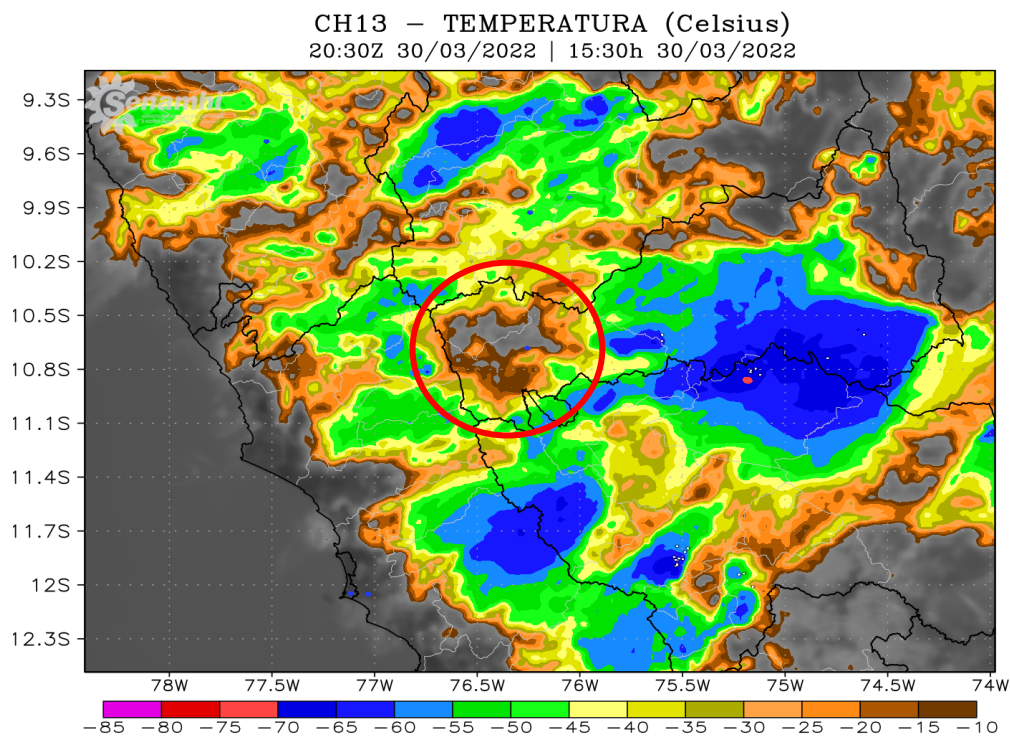 CH13 – TEMPERATURA (Celsius)
20:30Z 30/03/2022 | 15:30h 30/03/2022
Senamhi
9.3S
9.6S
9.9S
10.2S
10.5S
10.8S
11.1S
11.4S
11.7S
12S
12.3S
78W 77.5W 77W 76.5W 76W 75.5W 75W 74.5W 74W
−85 −80 −75 −70 −65 −60 −55 −50 −45 −40 −35 −30 −25 −20 −15 −10